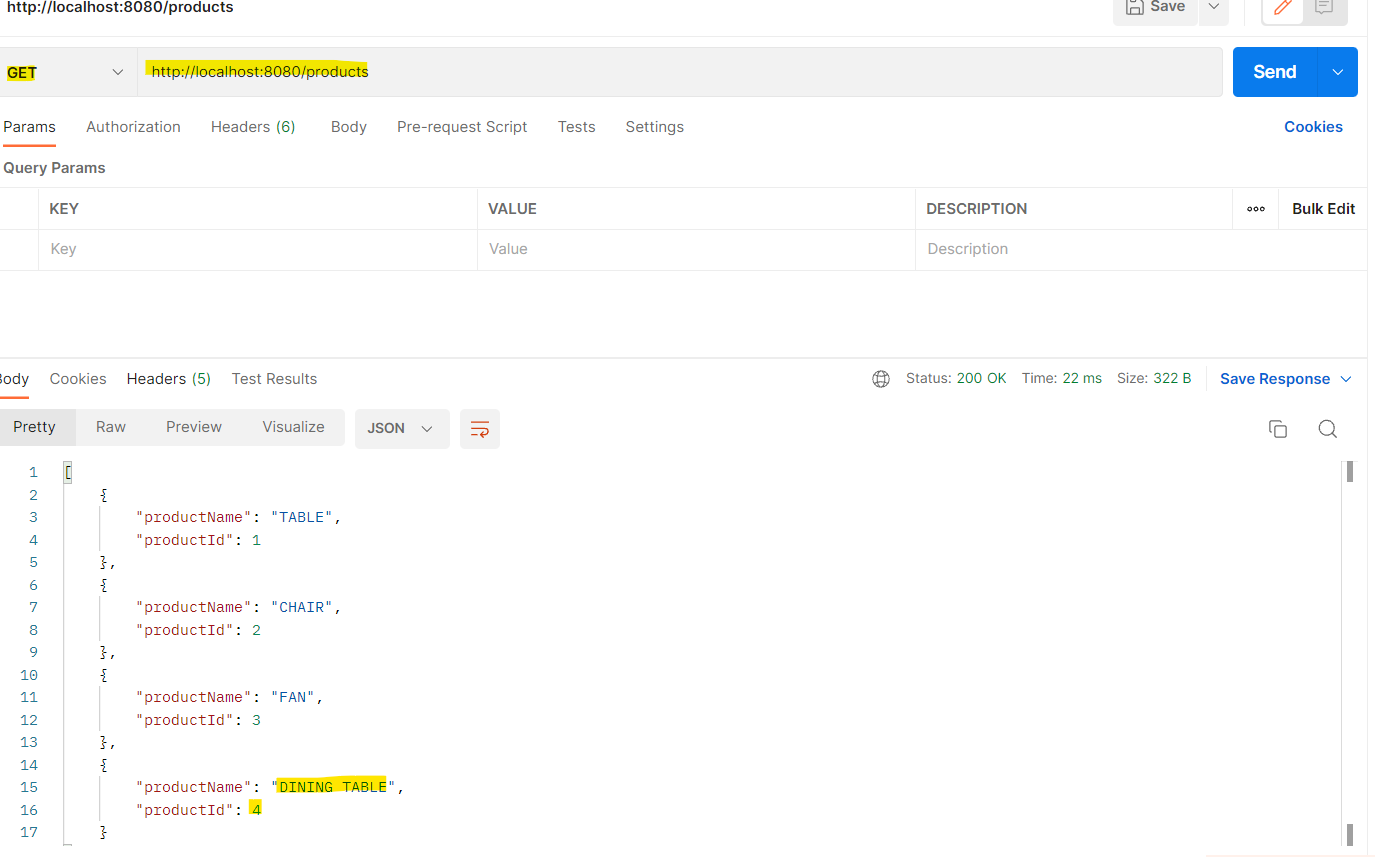 http://localhost:8080/products
Save
GET
http://localhost:8080/products
Send
Params Authorization Headers (6) Body Pre-request Script Tests Settings Cookies
Query Params
KEY VALUE DESCRIPTION ooo Bulk Edit
Key Value Description
Body Cookies Headers (5) Test Results Status: 200 OK Time: 22 ms Size: 322 B Save Response
Pretty Raw Preview Visualize JSON
1 [
2 {
3 "productName": "TABLE",
4 "productId": 1
5 },
6 {
7 "productName": "CHAIR",
8 "productId": 2
9 },
10 {
11 "productName": "FAN",
12 "productId": 3
13 },
14 {
15 "productName": "DINING TABLE",
16 "productId": 4
17 }